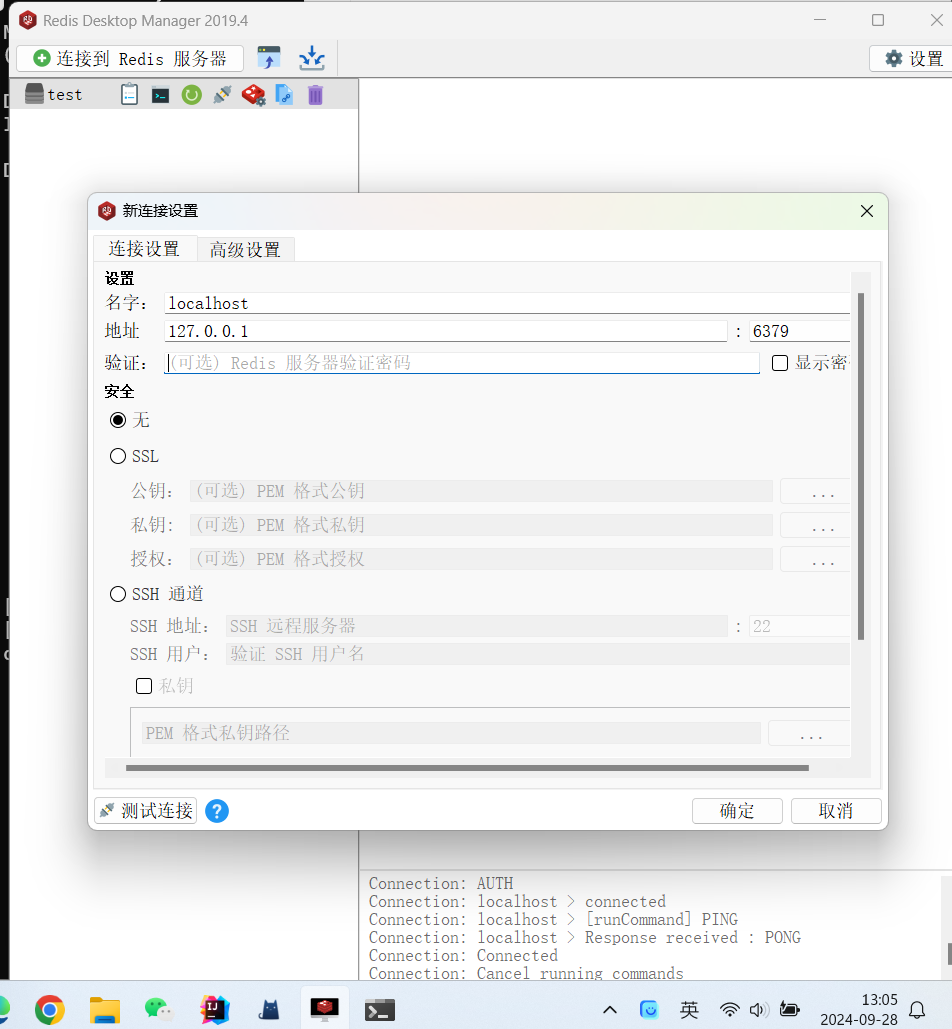 Redis Desktop Manager 2019.4
连接到 Redis 服务器
设置
test
新连接设置
连接设置 高级设置
设置
名字: localhost
地址 127.0.0.1 : 6379
验证: (可选) Redis 服务器验证密码 显示密
安全
无
SSL
公钥: (可选) PEM 格式公钥 ...
私钥: (可选) PEM 格式私钥 ...
授权: (可选) PEM 格式授权 ...
SSH 通道
SSH 地址: SSH 远程服务器 : 22
SSH 用户: 验证 SSH 用户名
私钥
PEM 格式私钥路径 ...
测试连接 ? 确定 取消
Connection: AUTH
Connection: localhost > connected
Connection: localhost > [runCommand] PING
Connection: localhost > Response received : PONG
Connection: Connected
Connection: Cancel running commands
英
13:05
2024-09-28